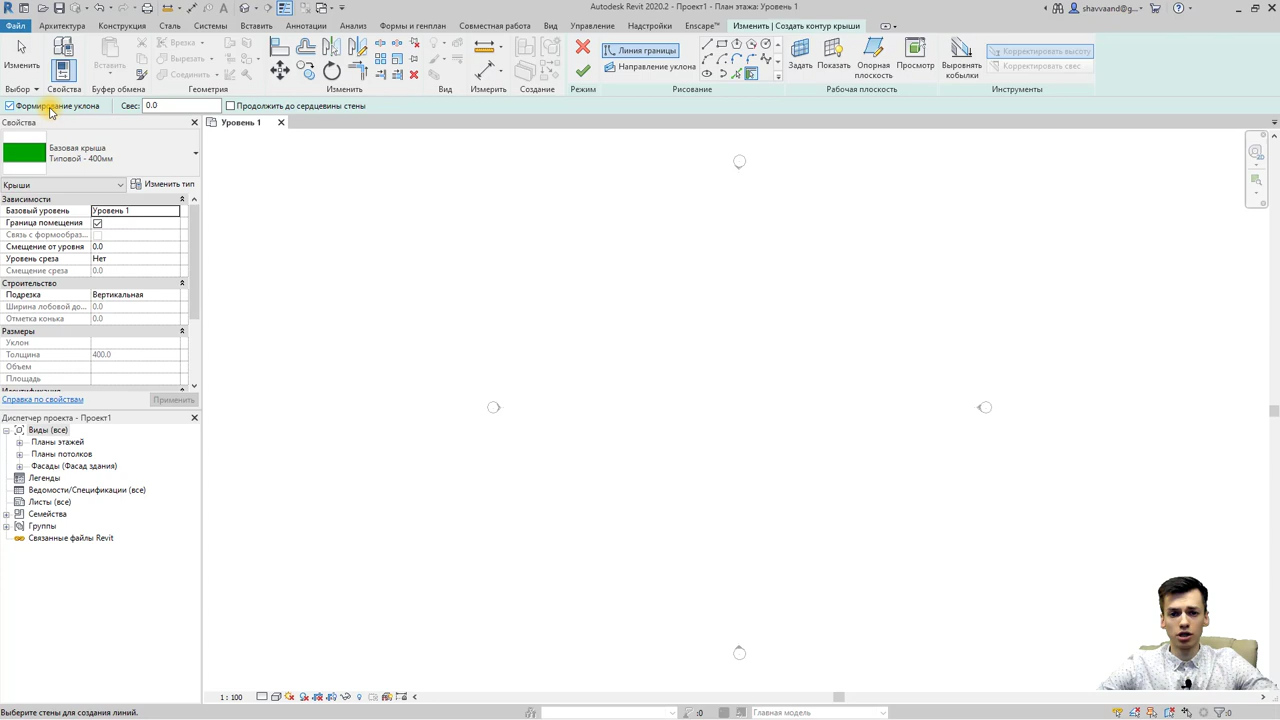 Autodesk Revit 2020.2 - Проект1 - План этажа: Уровень 1
shavvaand@g...
Файл Архитектура Конструкция Сталь Системы Вставить Аннотации Анализ Формы и генплан Совместная работа Вид Управление Надстройки Enscape™ Изменить | Создать контур крыши
Изменить
Вставить
Врезка
Вырезать
Соединить
Линия границы
Направление уклона
Задать Показать Опорная плоскость Просмотр
Выровнять кобылки
Корректировать высоту
Корректировать свес
Выбор Свойства Буфер обмена Геометрия Изменить Вид Измерить Создание Режим Рисование Рабочая плоскость Инструменты
Формирование уклона Свес: 0.0 Продолжить до сердцевины стены
Свойства
Уровень 1
Базовая крыша
Типовой - 400мм
Крыши Изменить тип
Зависимости
Базовый уровень Уровень 1
Граница помещения
Связь с формообраз...
Смещение от уровня 0.0
Уровень среза Нет
Смещение среза 0.0
Строительство
Подрезка Вертикальная
Ширина лобовой до... 0.0
Отметка конька 0.0
Размеры
Уклон
Толщина 400.0
Объем
Площадь
Справка по свойствам Применить
Диспетчер проекта - Проект1
Виды (все)
Планы этажей
Планы потолков
Фасады (Фасад здания)
Легенды
Ведомости/Спецификации (все)
Листы (все)
Семейства
Группы
Связанные файлы Revit
1 : 100
Выберите стены для создания линий. :0 Главная модель :0